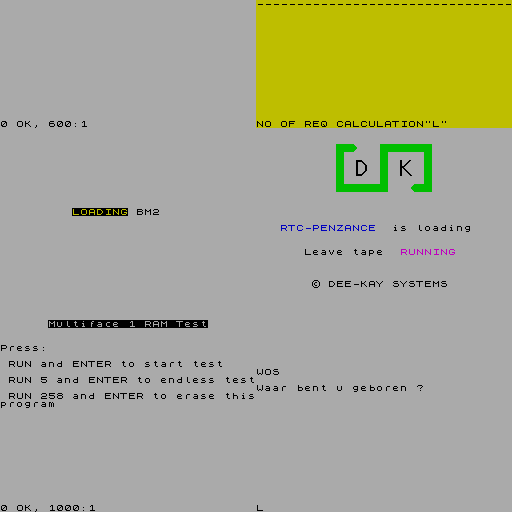 0 OK, 600:1
NO OF REQ CALCULATION"L"
D K
LOADING BM2
RTC-PENZANCE is loading
Leave tape RUNNING
© DEE-KAY SYSTEMS
Multiface 1 RAM Test
Press:
RUN and ENTER to start test
RUN 5 and ENTER to endless test
RUN 258 and ENTER to erase this
program
0 OK, 1000:1
WOS
Waar bent u geboren ?
L